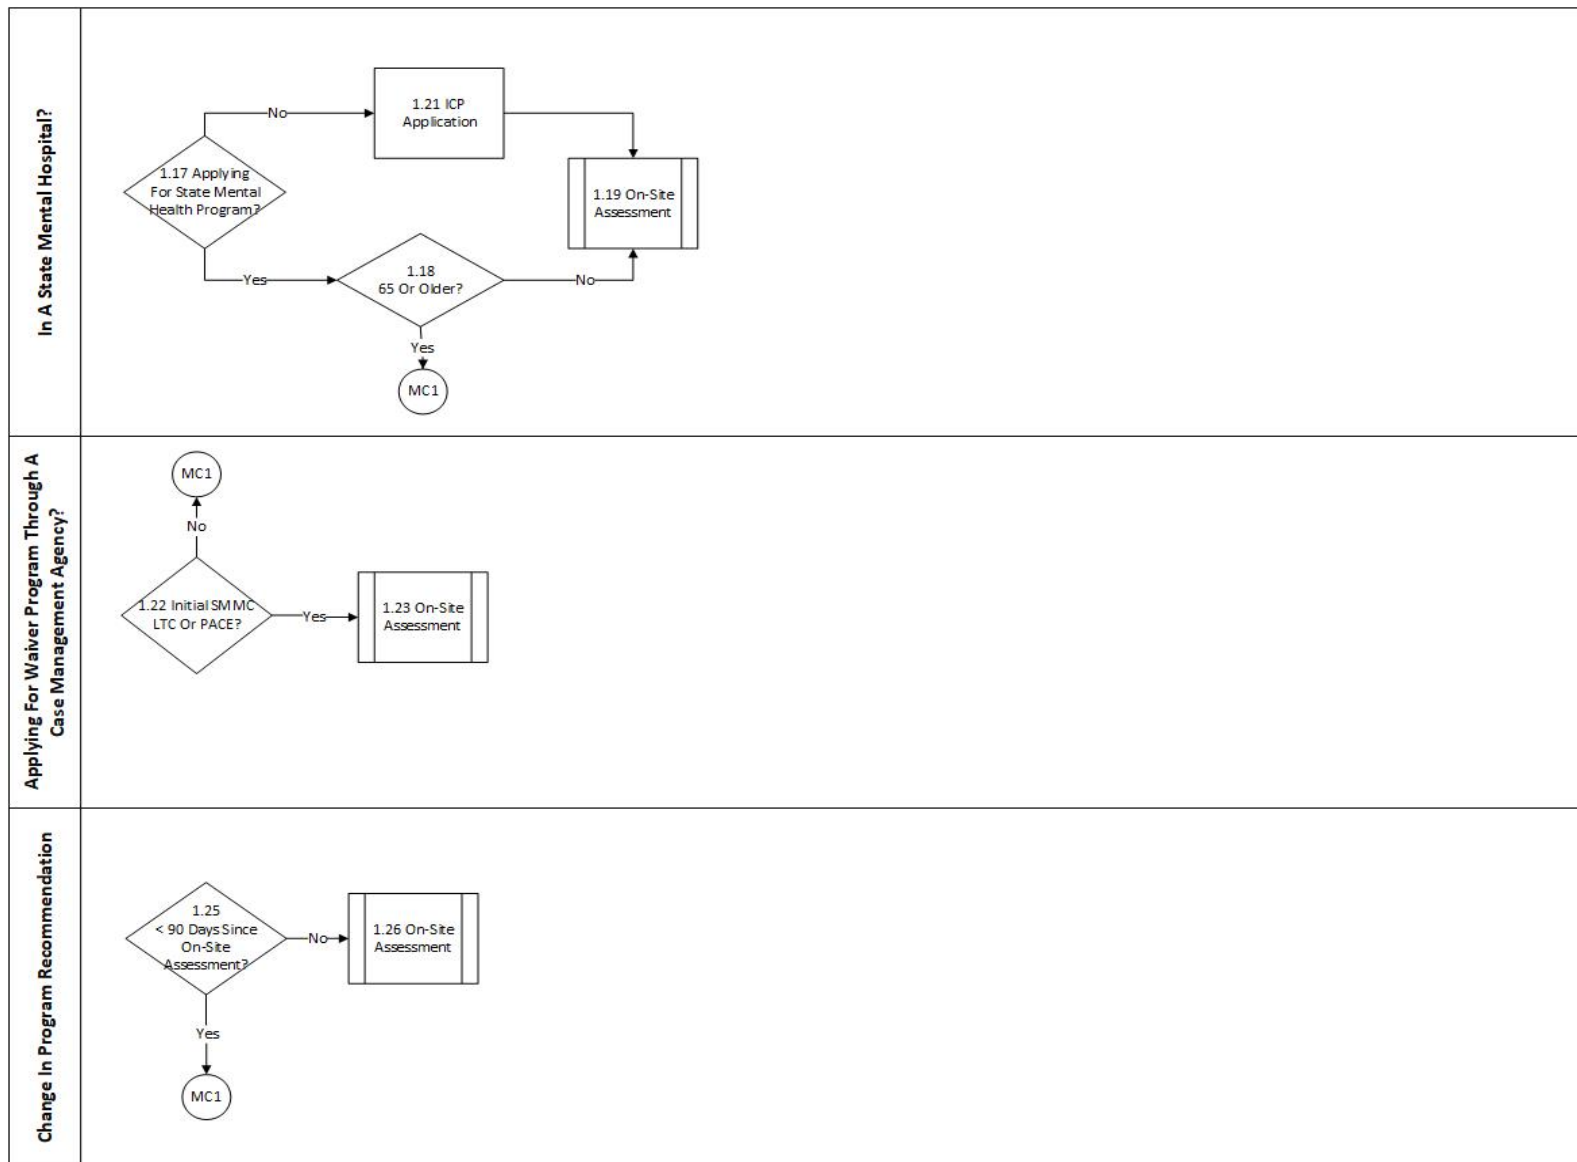 In A State Mental Hospital?
No
1.21 ICP
Application
1.17 Applying
For State Mental
Health Program?
1.19 On-Site
Assessment
Yes
1.18
65 Or Older?
No
Yes
MC1
Applying For Waiver Program Through A
Case Management Agency?
MC1
No
1.22 Initial SMMC
LTC Or PACE?
Yes
1.23 On-Site
Assessment
Change In Program Recommendation
1.25
< 90 Days Since
On-Site
Assessment?
No
1.26 On-Site
Assessment
Yes
MC1